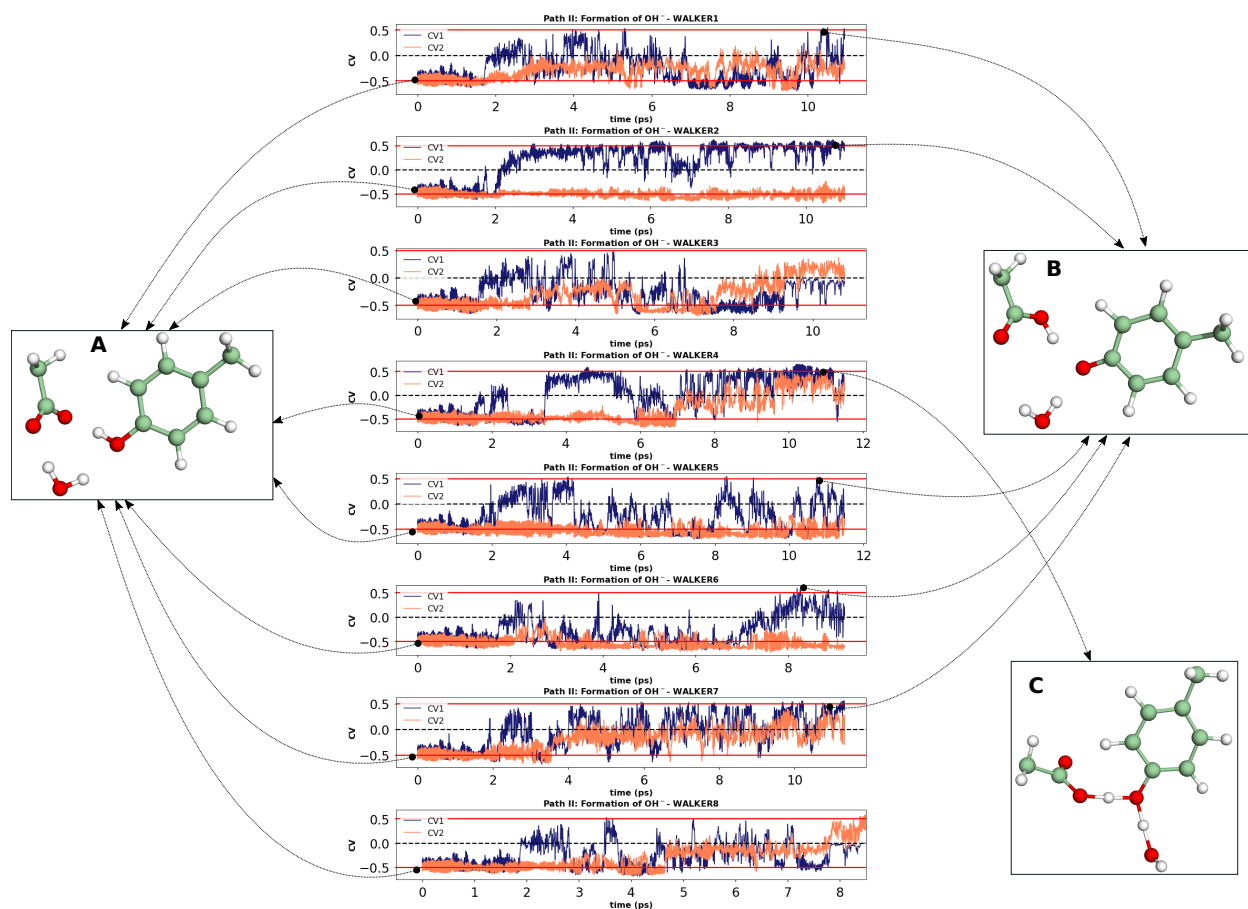 Path II: Formation of OH⁻- WALKER1
0.5
0.0
−0.5
CV
CV1
CV2
0 2 4 6 8 10
time (ps)
Path II: Formation of OH⁻- WALKER2
0.5
0.0
−0.5
CV
CV1
CV2
0 2 4 6 8 10
time (ps)
Path II: Formation of OH⁻- WALKER3
0.5
0.0
−0.5
CV
CV1
CV2
0 2 4 6 8 10
time (ps)
B
A
Path II: Formation of OH⁻- WALKER4
0.5
0.0
−0.5
CV
CV1
CV2
0 2 4 6 8 10 12
time (ps)
Path II: Formation of OH⁻- WALKER5
0.5
0.0
−0.5
CV
CV1
CV2
0 2 4 6 8 10 12
time (ps)
Path II: Formation of OH⁻- WALKER6
0.5
0.0
−0.5
CV
CV1
CV2
0 2 4 6 8
time (ps)
C
Path II: Formation of OH⁻- WALKER7
0.5
0.0
−0.5
CV
CV1
CV2
0 2 4 6 8 10
time (ps)
Path II: Formation of OH⁻- WALKER8
0.5
0.0
−0.5
CV
CV1
CV2
0 1 2 3 4 5 6 7 8
time (ps)